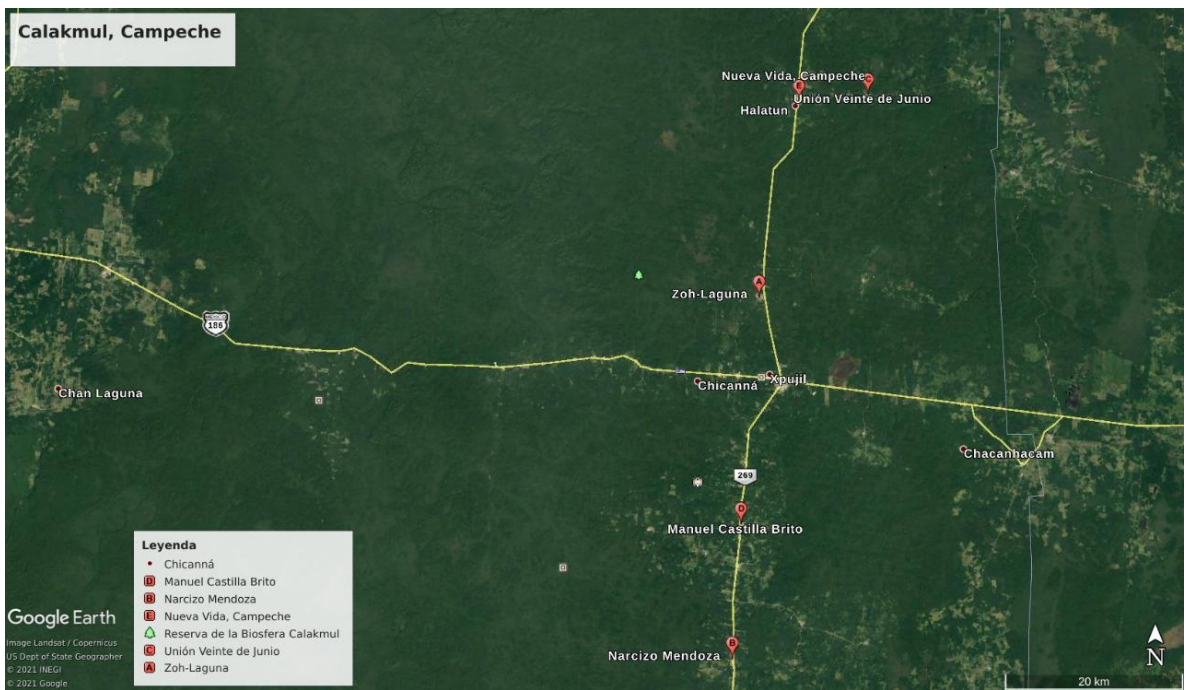 Calakmul, Campeche
Nueva Vida, Campeche
E
C
Unión Veinte de Junio
Halatun
A
Zoh-Laguna
MEXICO
186
Chan Laguna
Chicanná
Xpujil
Chacanhacam
269
D
Manuel Castilla Brito
B
Narcizo Mendoza
Leyenda
Chicanná
D Manuel Castilla Brito
B Narcizo Mendoza
E Nueva Vida, Campeche
Reserva de la Biosfera Calakmul
C Unión Veinte de Junio
A Zoh-Laguna
Google Earth
Image Landsat / Copernicus
US Dept of State Geographer
© 2021 INEGI
© 2021 Google
N
20 km